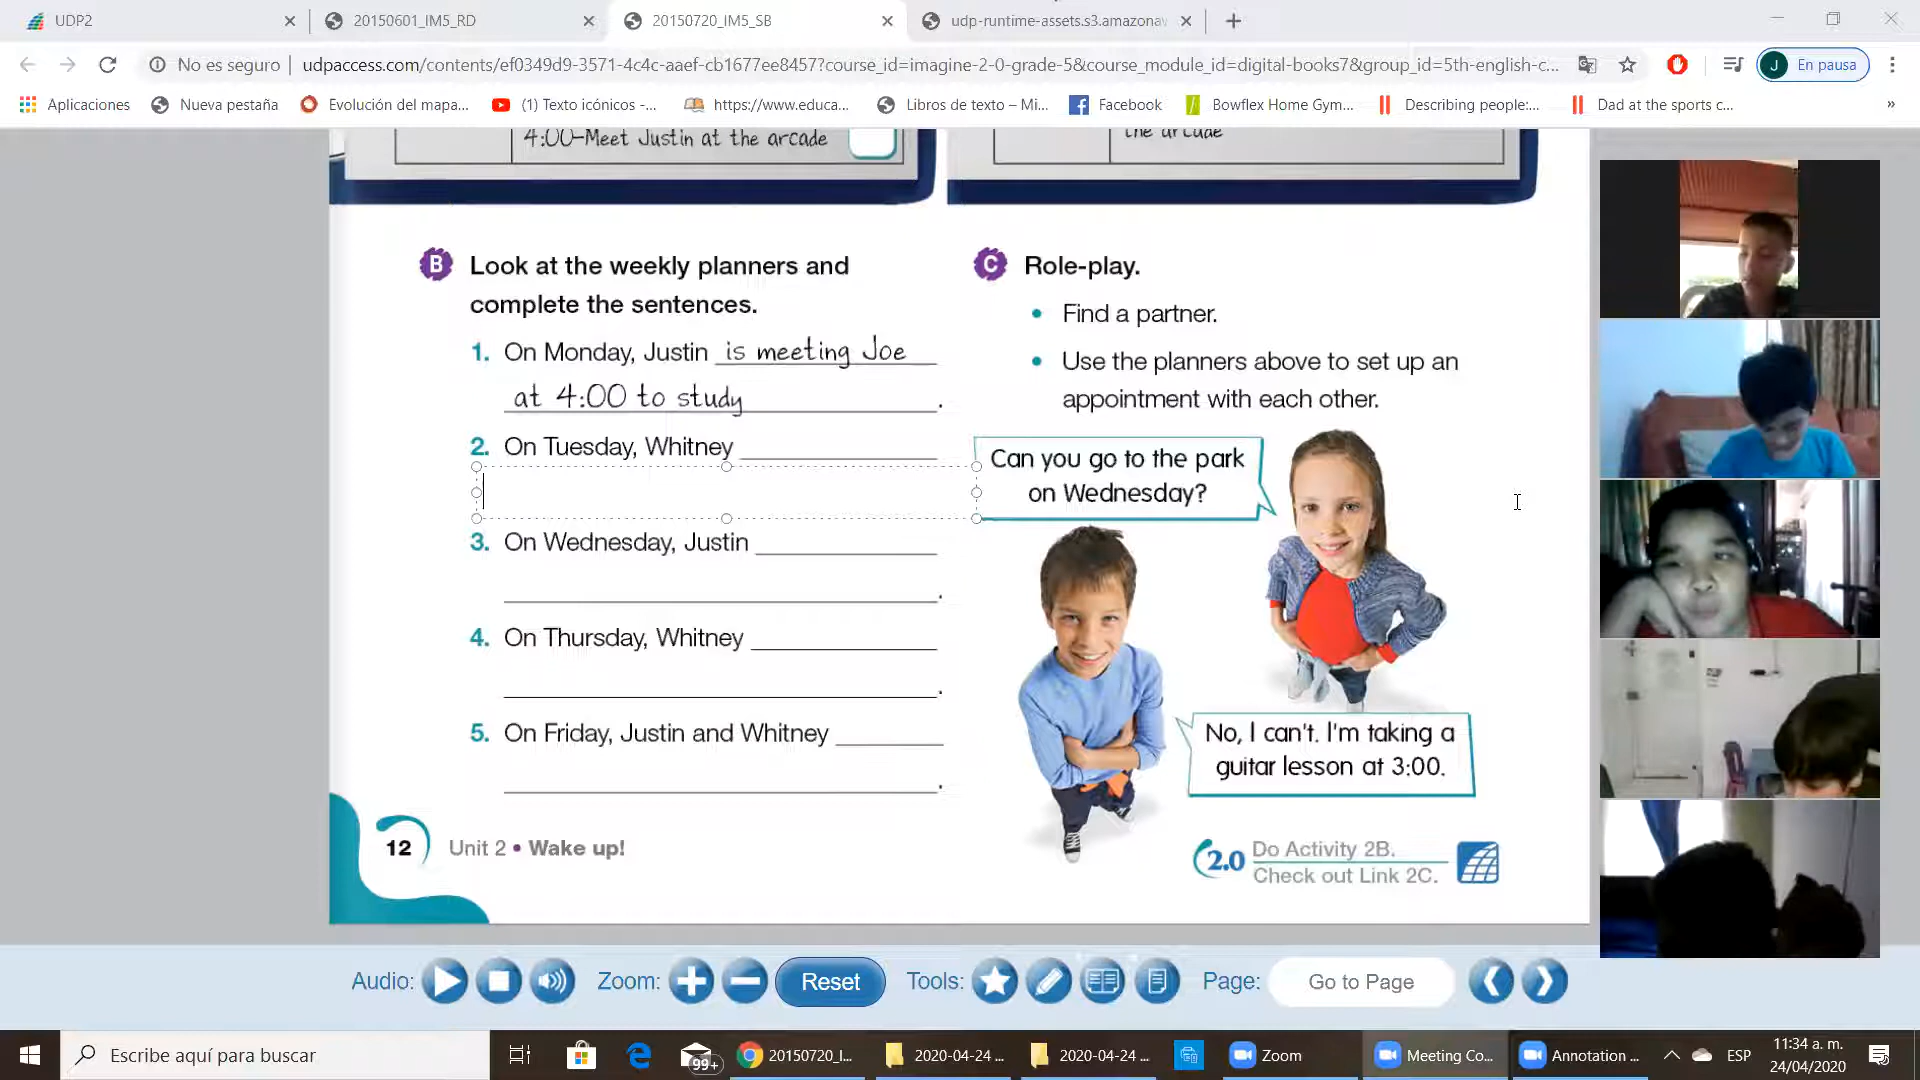 UDP2
20150601_IM5_RD
20150720_IM5_SB
udp-runtime-assets.s3.amazonav
No es seguro
udpaccess.com/contents/ef0349d9-3571-4c4c-aaef-cb1677ee8457?course_id=imagine-2-0-grade-5&course_module_id=digital-books7&group_id=5th-english-c...
J En pausa
Aplicaciones
Nueva pestaña
Evolución del mapa...
(1) Texto icónicos -...
https://www.educa...
Libros de texto – Mi...
Facebook
Bowflex Home Gym...
Describing people:...
Dad at the sports c...
»
4:00-Meet Justin at the arcade
the arcade
B Look at the weekly planners and
complete the sentences.
1. On Monday, Justin is meeting Joe
at 4:00 to study.
2. On Tuesday, Whitney
3. On Wednesday, Justin
.
4. On Thursday, Whitney
.
5. On Friday, Justin and Whitney
.
C Role-play.
• Find a partner.
• Use the planners above to set up an
appointment with each other.
Can you go to the park
on Wednesday?
No, I can't. I'm taking a
guitar lesson at 3:00.
12 Unit 2 • Wake up!
2.0 Do Activity 2B.
Check out Link 2C.
Audio:
Zoom:
Reset
Tools:
Page:
Go to Page
Escribe aquí para buscar
99+
20150720_I...
2020-04-24 ...
2020-04-24 ...
Zoom
Meeting Co...
Annotation ...
ESP
11:34 a. m.
24/04/2020